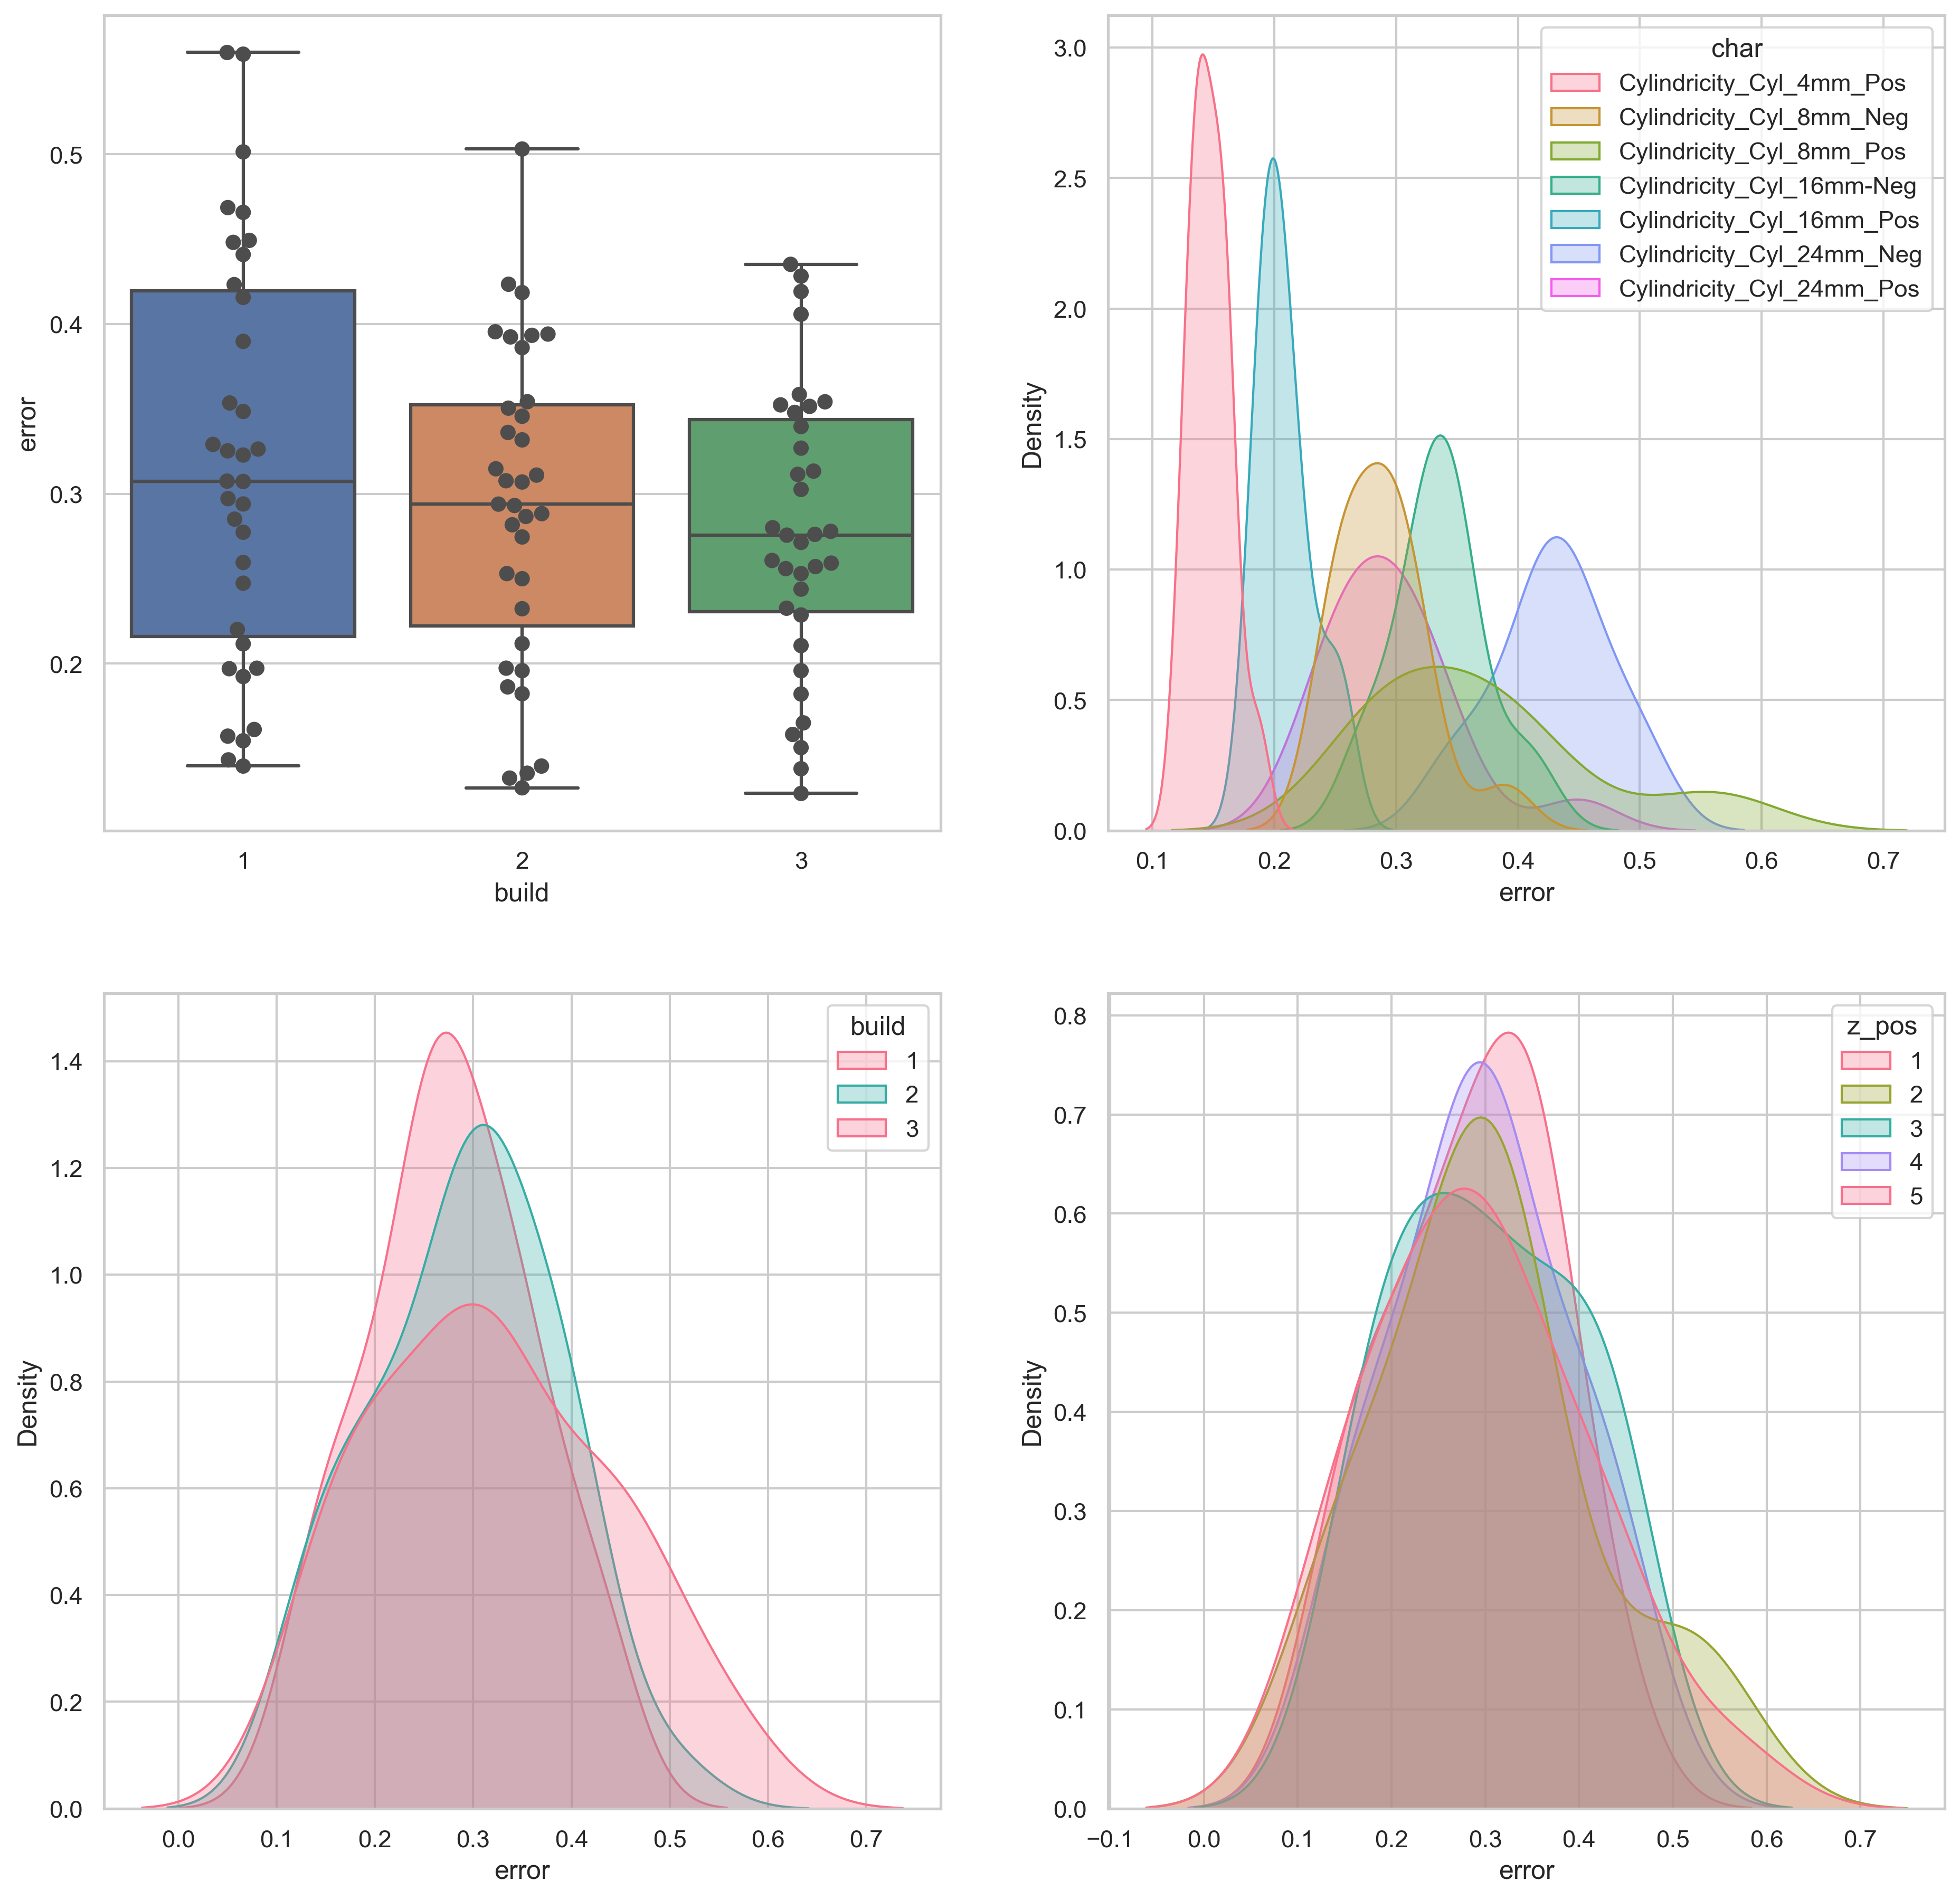 error
0.5
0.4
0.3
0.2
1
2
3
build
Density
3.0
2.5
2.0
1.5
1.0
0.5
0.0
char
Cylindricity_Cyl_4mm_Pos
Cylindricity_Cyl_8mm_Neg
Cylindricity_Cyl_8mm_Pos
Cylindricity_Cyl_16mm-Neg
Cylindricity_Cyl_16mm_Pos
Cylindricity_Cyl_24mm_Neg
Cylindricity_Cyl_24mm_Pos
0.1 0.2 0.3 0.4 0.5 0.6 0.7
error
Density
1.4
1.2
1.0
0.8
0.6
0.4
0.2
0.0
build
1
2
3
0.0 0.1 0.2 0.3 0.4 0.5 0.6 0.7
error
Density
0.8
0.7
0.6
0.5
0.4
0.3
0.2
0.1
0.0
z_pos
1
2
3
4
5
−0.1 0.0 0.1 0.2 0.3 0.4 0.5 0.6 0.7
error